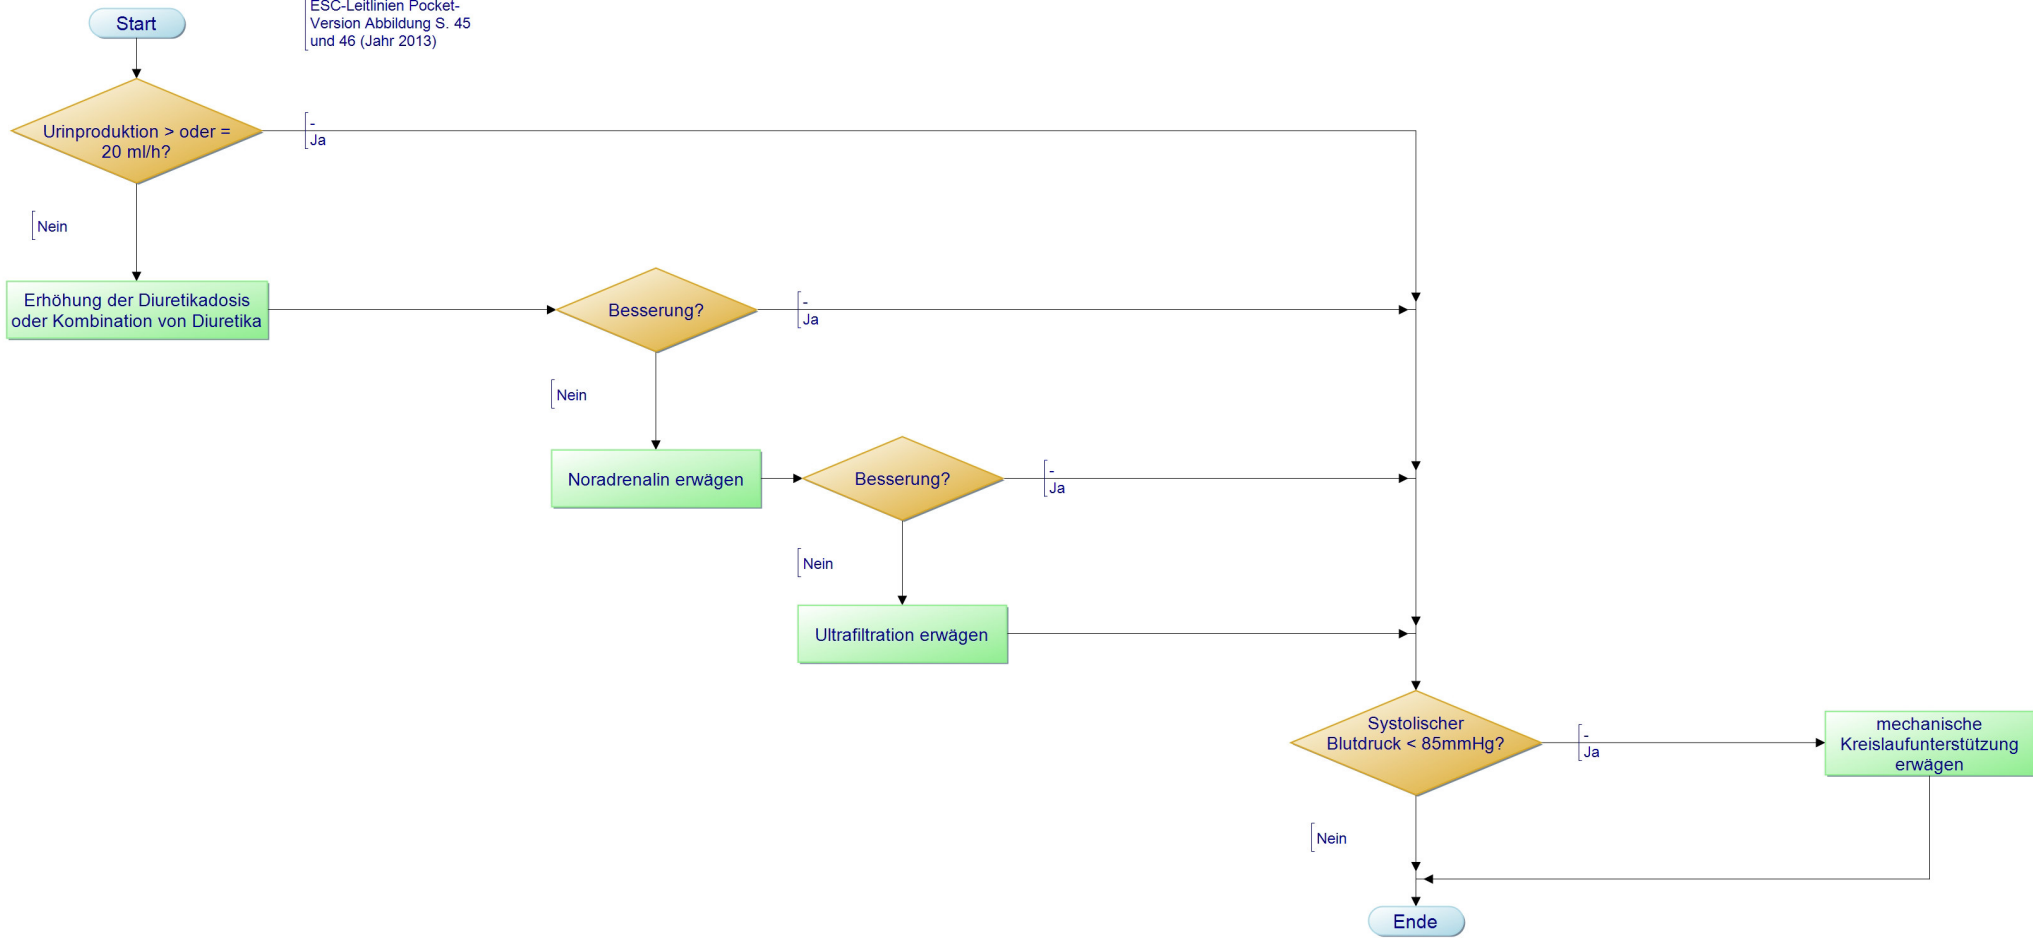 Start
ESC-Leitlinien Pocket-
Version Abbildung S. 45
und 46 (Jahr 2013)
Urinproduktion > oder =
20 ml/h?
-
Ja
Nein
Erhöhung der Diuretikadosis
oder Kombination von Diuretika
Besserung?
-
Ja
Nein
Noradrenalin erwägen
Besserung?
-
Ja
Nein
Ultrafiltration erwägen
Systolischer
Blutdruck < 85mmHg?
-
Ja
mechanische
Kreislaufunterstützung
erwägen
Nein
Ende